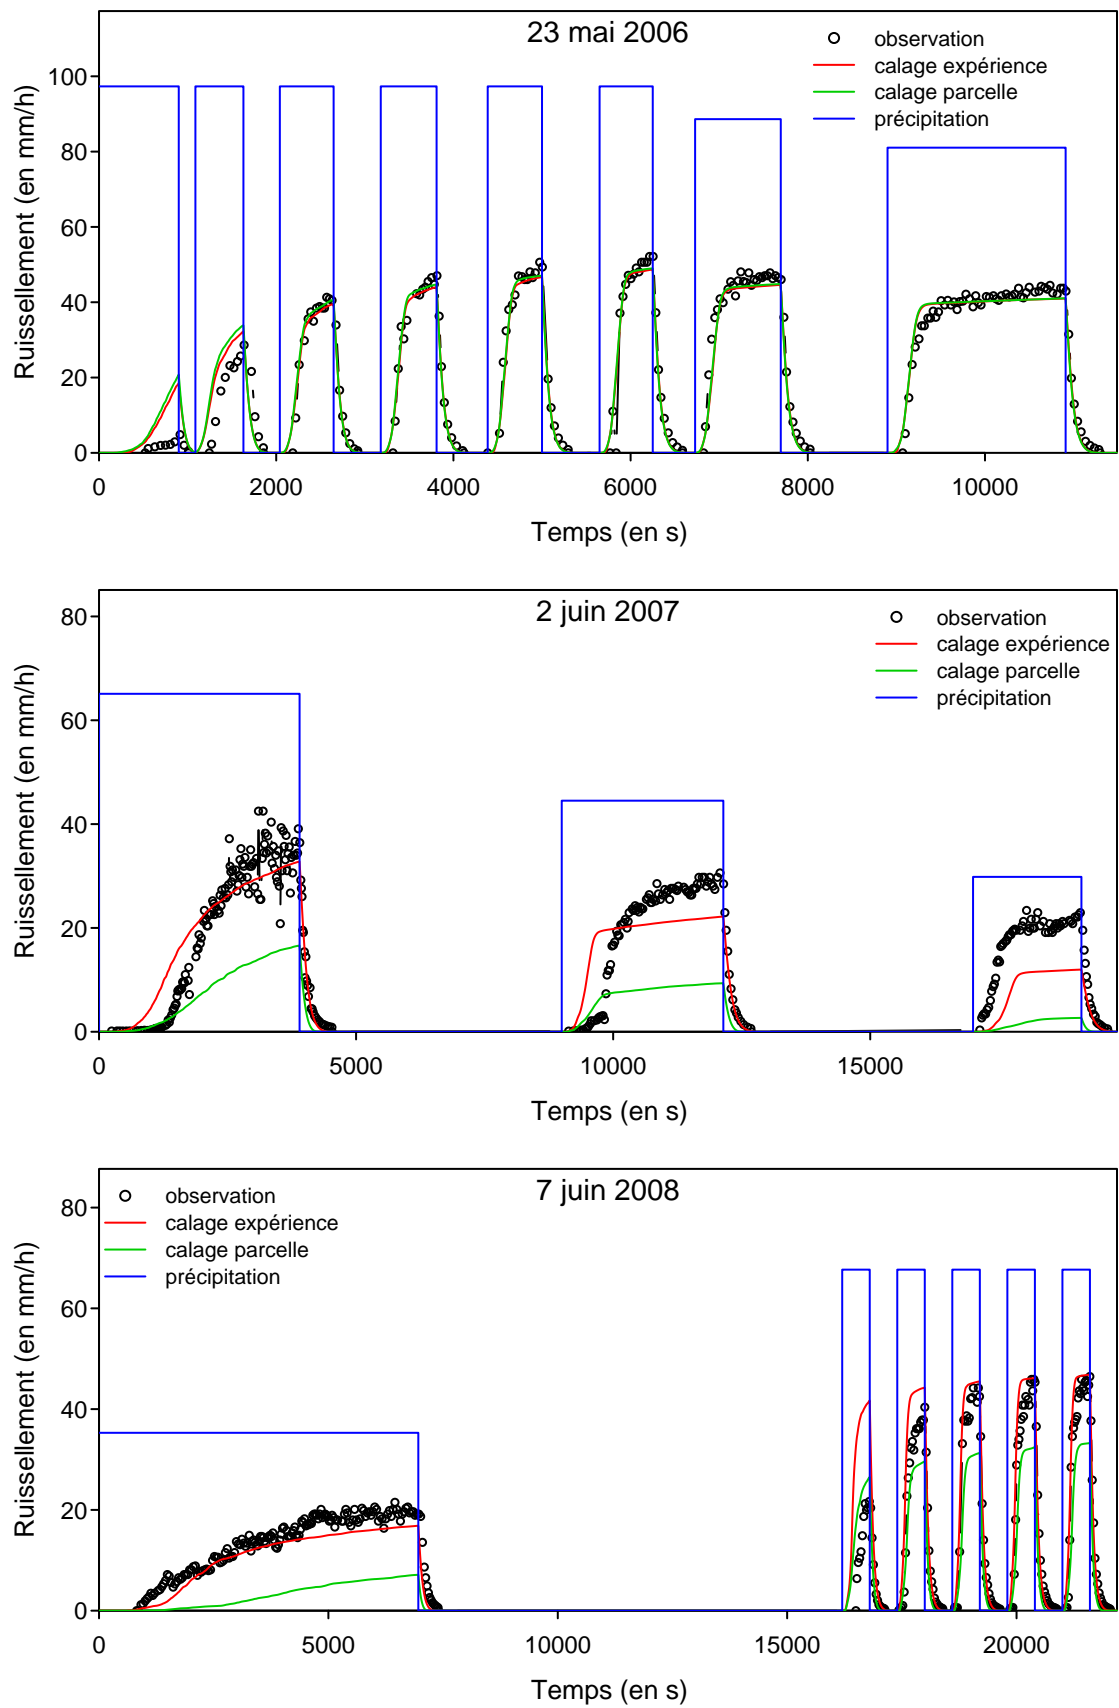 23 mai 2006
observation
calage expérience
calage parcelle
précipitation
Ruissellement (en mm/h)
100
80
60
40
20
0
0 2000 4000 6000 8000 10000
Temps (en s)
2 juin 2007
observation
calage expérience
calage parcelle
précipitation
Ruissellement (en mm/h)
80
60
40
20
0
0 5000 10000 15000
Temps (en s)
7 juin 2008
observation
calage expérience
calage parcelle
précipitation
Ruissellement (en mm/h)
80
60
40
20
0
0 5000 10000 15000 20000
Temps (en s)